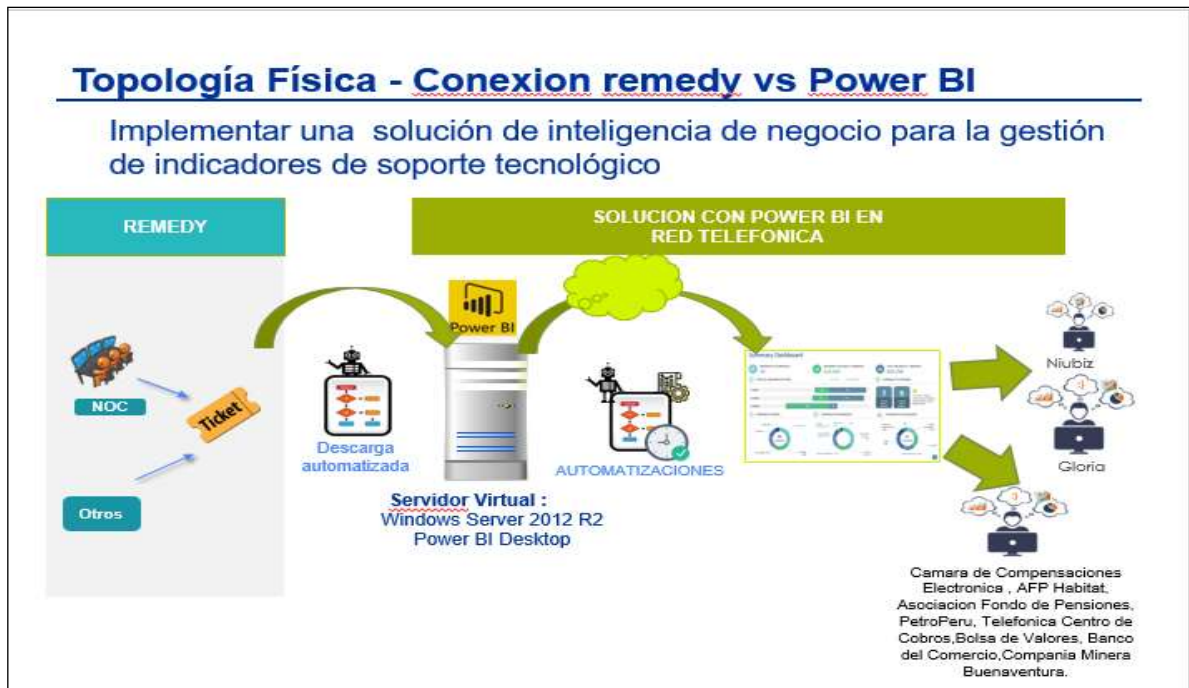 Topología Física - Conexion remedy vs Power BI
Implementar una solución de inteligencia de negocio para la gestión
de indicadores de soporte tecnológico
REMEDY
SOLUCION CON POWER BI EN
RED TELEFONICA
Power BI
NOC
Ticket
Otros
Descarga
automatizada
AUTOMATIZACIONES
Servidor Virtual :
Windows Server 2012 R2
Power BI Desktop
Summary Dashboard
Niubiz
Gloria
Camara de Compensaciones
Electronica , AFP Habitat,
Asociacion Fondo de Pensiones,
PetroPeru, Telefonica Centro de
Cobros,Bolsa de Valores, Banco
del Comercio,Compania Minera
Buenaventura.